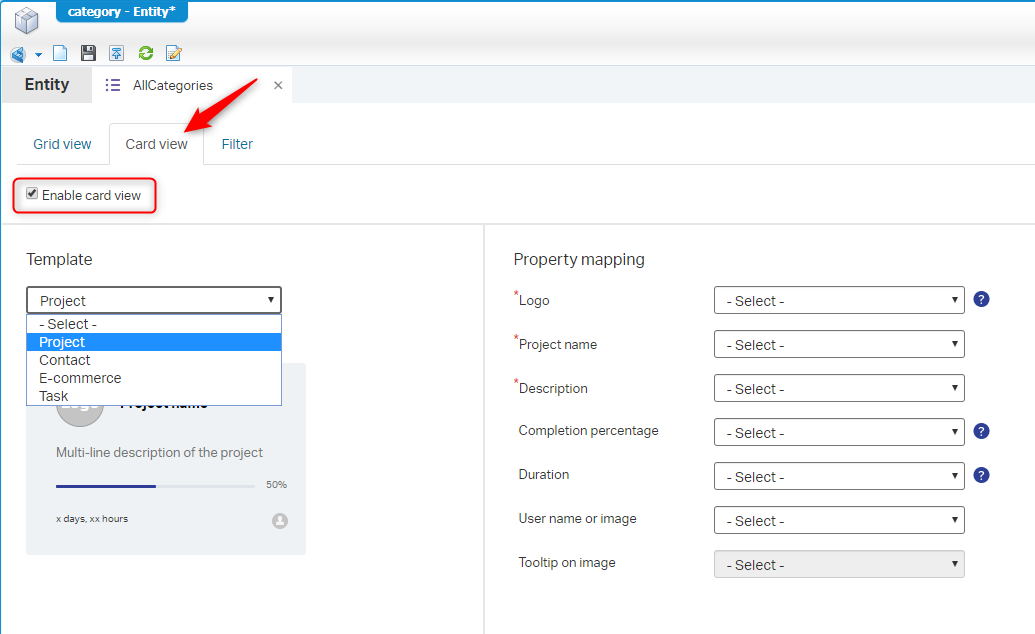 category - Entity*
Entity
AllCategories
Grid view
Card view
Filter
Enable card view
Template
Project
- Select -
Project
Contact
E-commerce
Task
Logo
Project name
Multi-line description of the project
50%
x days, xx hours
Property mapping
*Logo
- Select -
?
*Project name
- Select -
*Description
- Select -
Completion percentage
- Select -
?
Duration
- Select -
?
User name or image
- Select -
Tooltip on image
- Select -